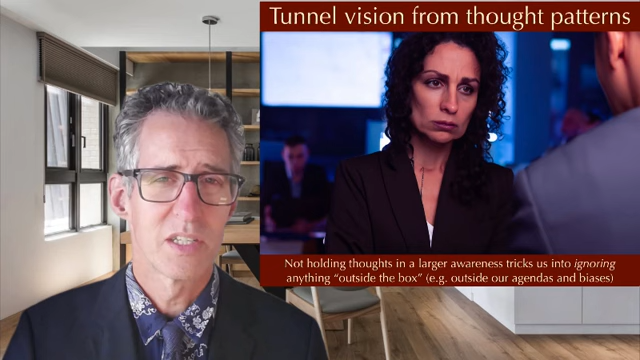 Tunnel vision from thought patterns
Not holding thoughts in a larger awareness tricks us into ignoring
anything “outside the box” (e.g. outside our agendas and biases)